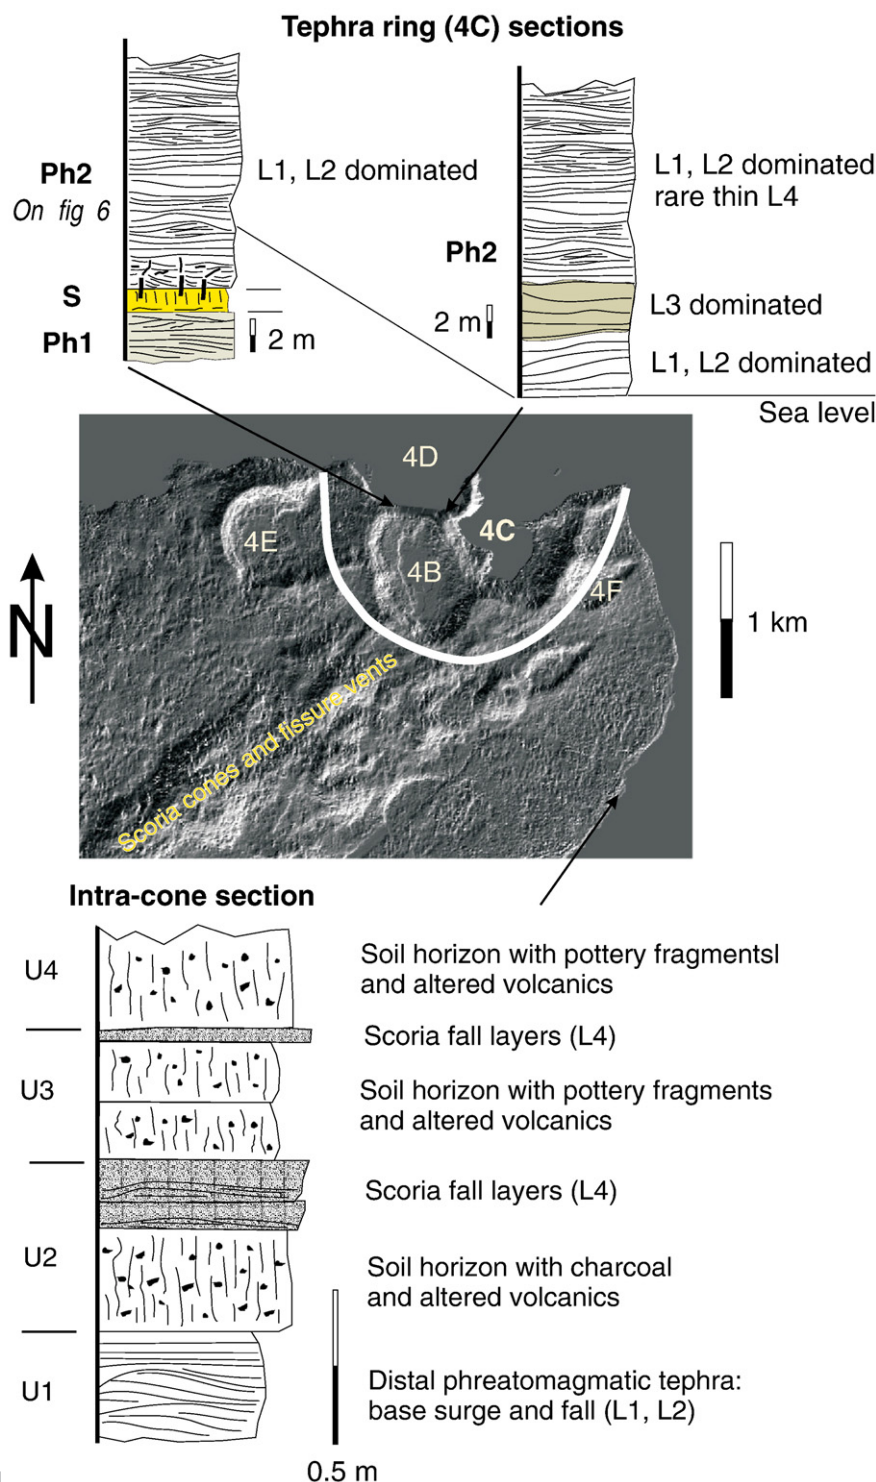 Tephra ring (4C) sections
Ph2
On fig 6
L1, L2 dominated
S
Ph1
2 m
L1, L2 dominated
rare thin L4
Ph2
L3 dominated
2 m
L1, L2 dominated
Sea level
4D
4E
4C
4B
4F
N
1 km
Scoria cones and fissure vents
Intra-cone section
U4
Soil horizon with pottery fragmentsl
and altered volcanics
Scoria fall layers (L4)
U3
Soil horizon with pottery fragments
and altered volcanics
Scoria fall layers (L4)
U2
Soil horizon with charcoal
and altered volcanics
U1
Distal phreatomagmatic tephra:
base surge and fall (L1, L2)
0.5 m